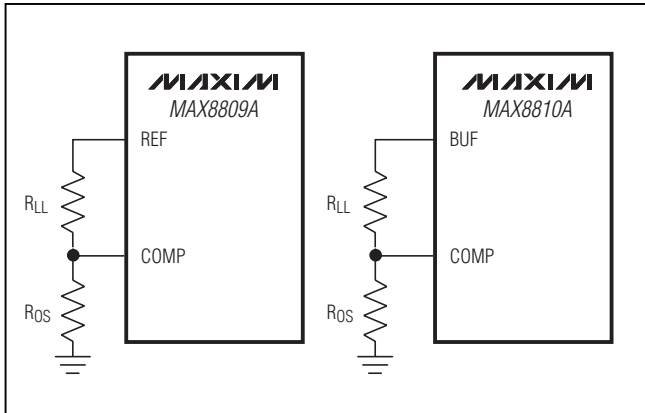 MAXIM
MAX8809A
REF
RLL
COMP
ROS
MAXIM
MAX8810A
BUF
RLL
COMP
ROS